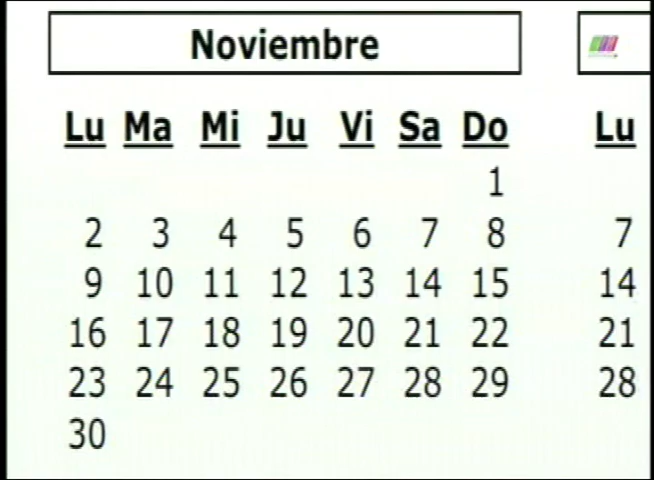 Noviembre
Lu Ma Mi Ju Vi Sa Do Lu
1
2 3 4 5 6 7 8 7
9 10 11 12 13 14 15 14
16 17 18 19 20 21 22 21
23 24 25 26 27 28 29 28
30